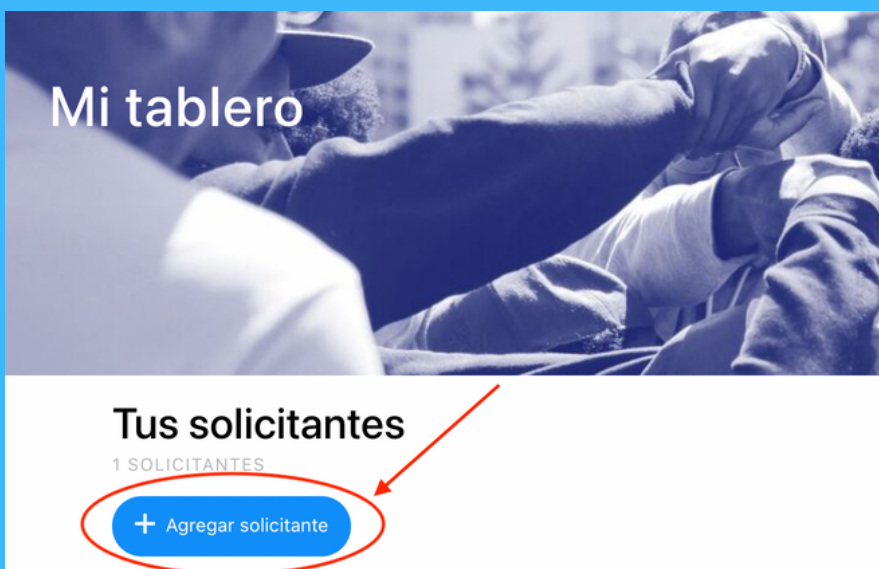 Mi tablero
Tus solicitantes
1 SOLICITANTES
+ Agregar solicitante